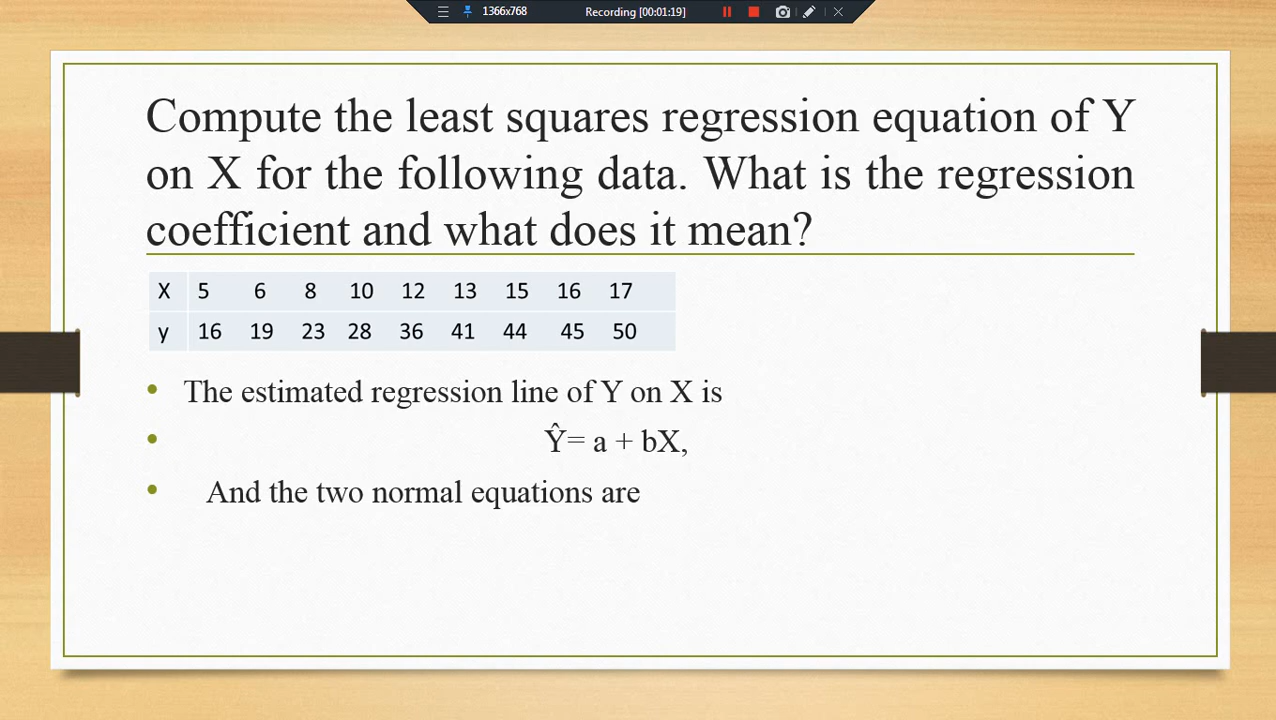 1366x768 Recording [00:01:19]
Compute the least squares regression equation of Y
on X for the following data. What is the regression
coefficient and what does it mean?
X 5 6 8 10 12 13 15 16 17
y 16 19 23 28 36 41 44 45 50
• The estimated regression line of Y on X is
• Ŷ= a + bX,
• And the two normal equations are